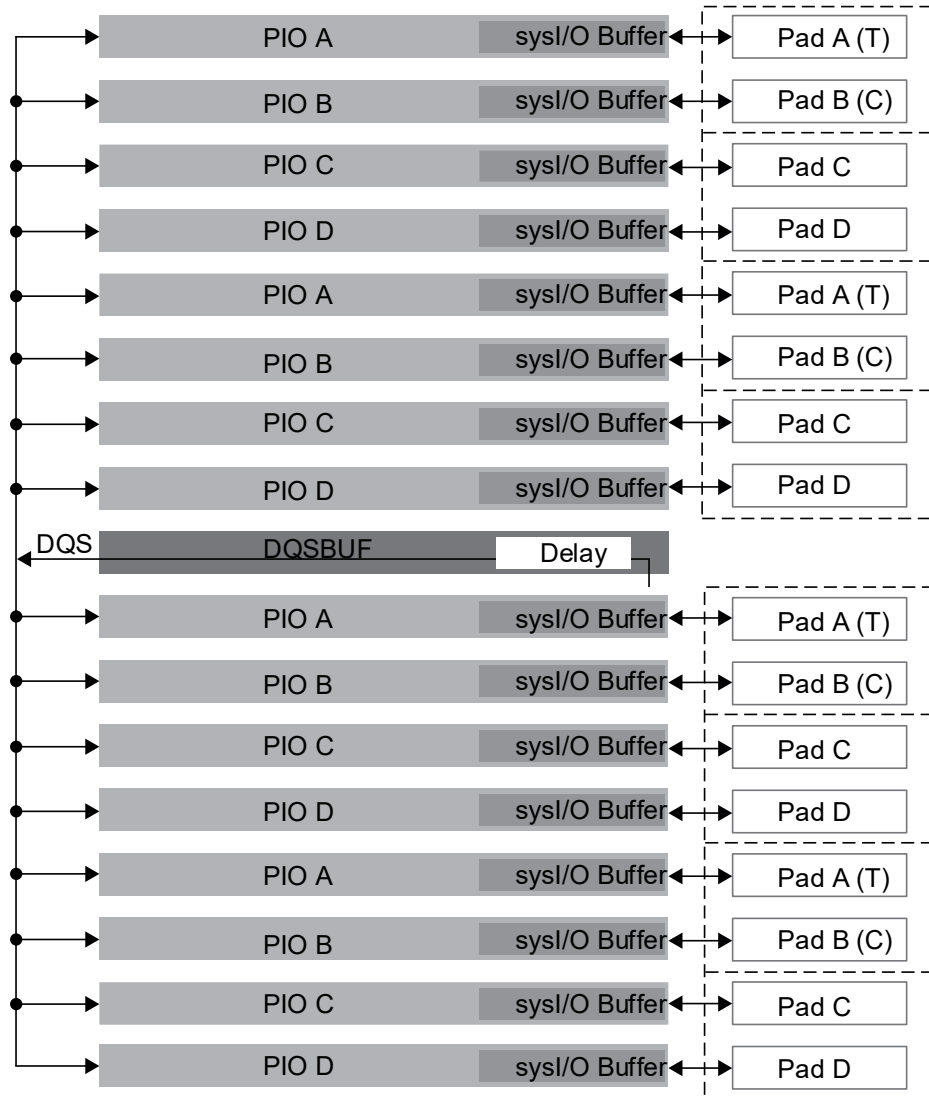 PIO A sysI/O Buffer Pad A (T)
PIO B sysI/O Buffer Pad B (C)
PIO C sysI/O Buffer Pad C
PIO D sysI/O Buffer Pad D
PIO A sysI/O Buffer Pad A (T)
PIO B sysI/O Buffer Pad B (C)
PIO C sysI/O Buffer Pad C
PIO D sysI/O Buffer Pad D
DQS DQSBUF Delay
PIO A sysI/O Buffer Pad A (T)
PIO B sysI/O Buffer Pad B (C)
PIO C sysI/O Buffer Pad C
PIO D sysI/O Buffer Pad D
PIO A sysI/O Buffer Pad A (T)
PIO B sysI/O Buffer Pad B (C)
PIO C sysI/O Buffer Pad C
PIO D sysI/O Buffer Pad D